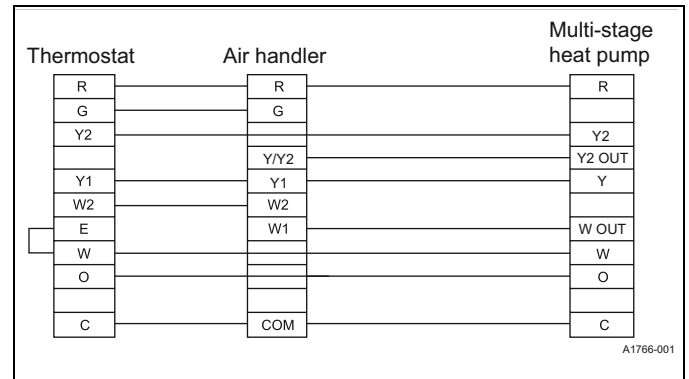 Multi-stage
Thermostat Air handler heat pump
R R R
G G
Y2 Y2
Y/Y2 Y2 OUT
Y1 Y1 Y
W2 W2
E W1 W OUT
W W
O O
C COM C
A1766-001